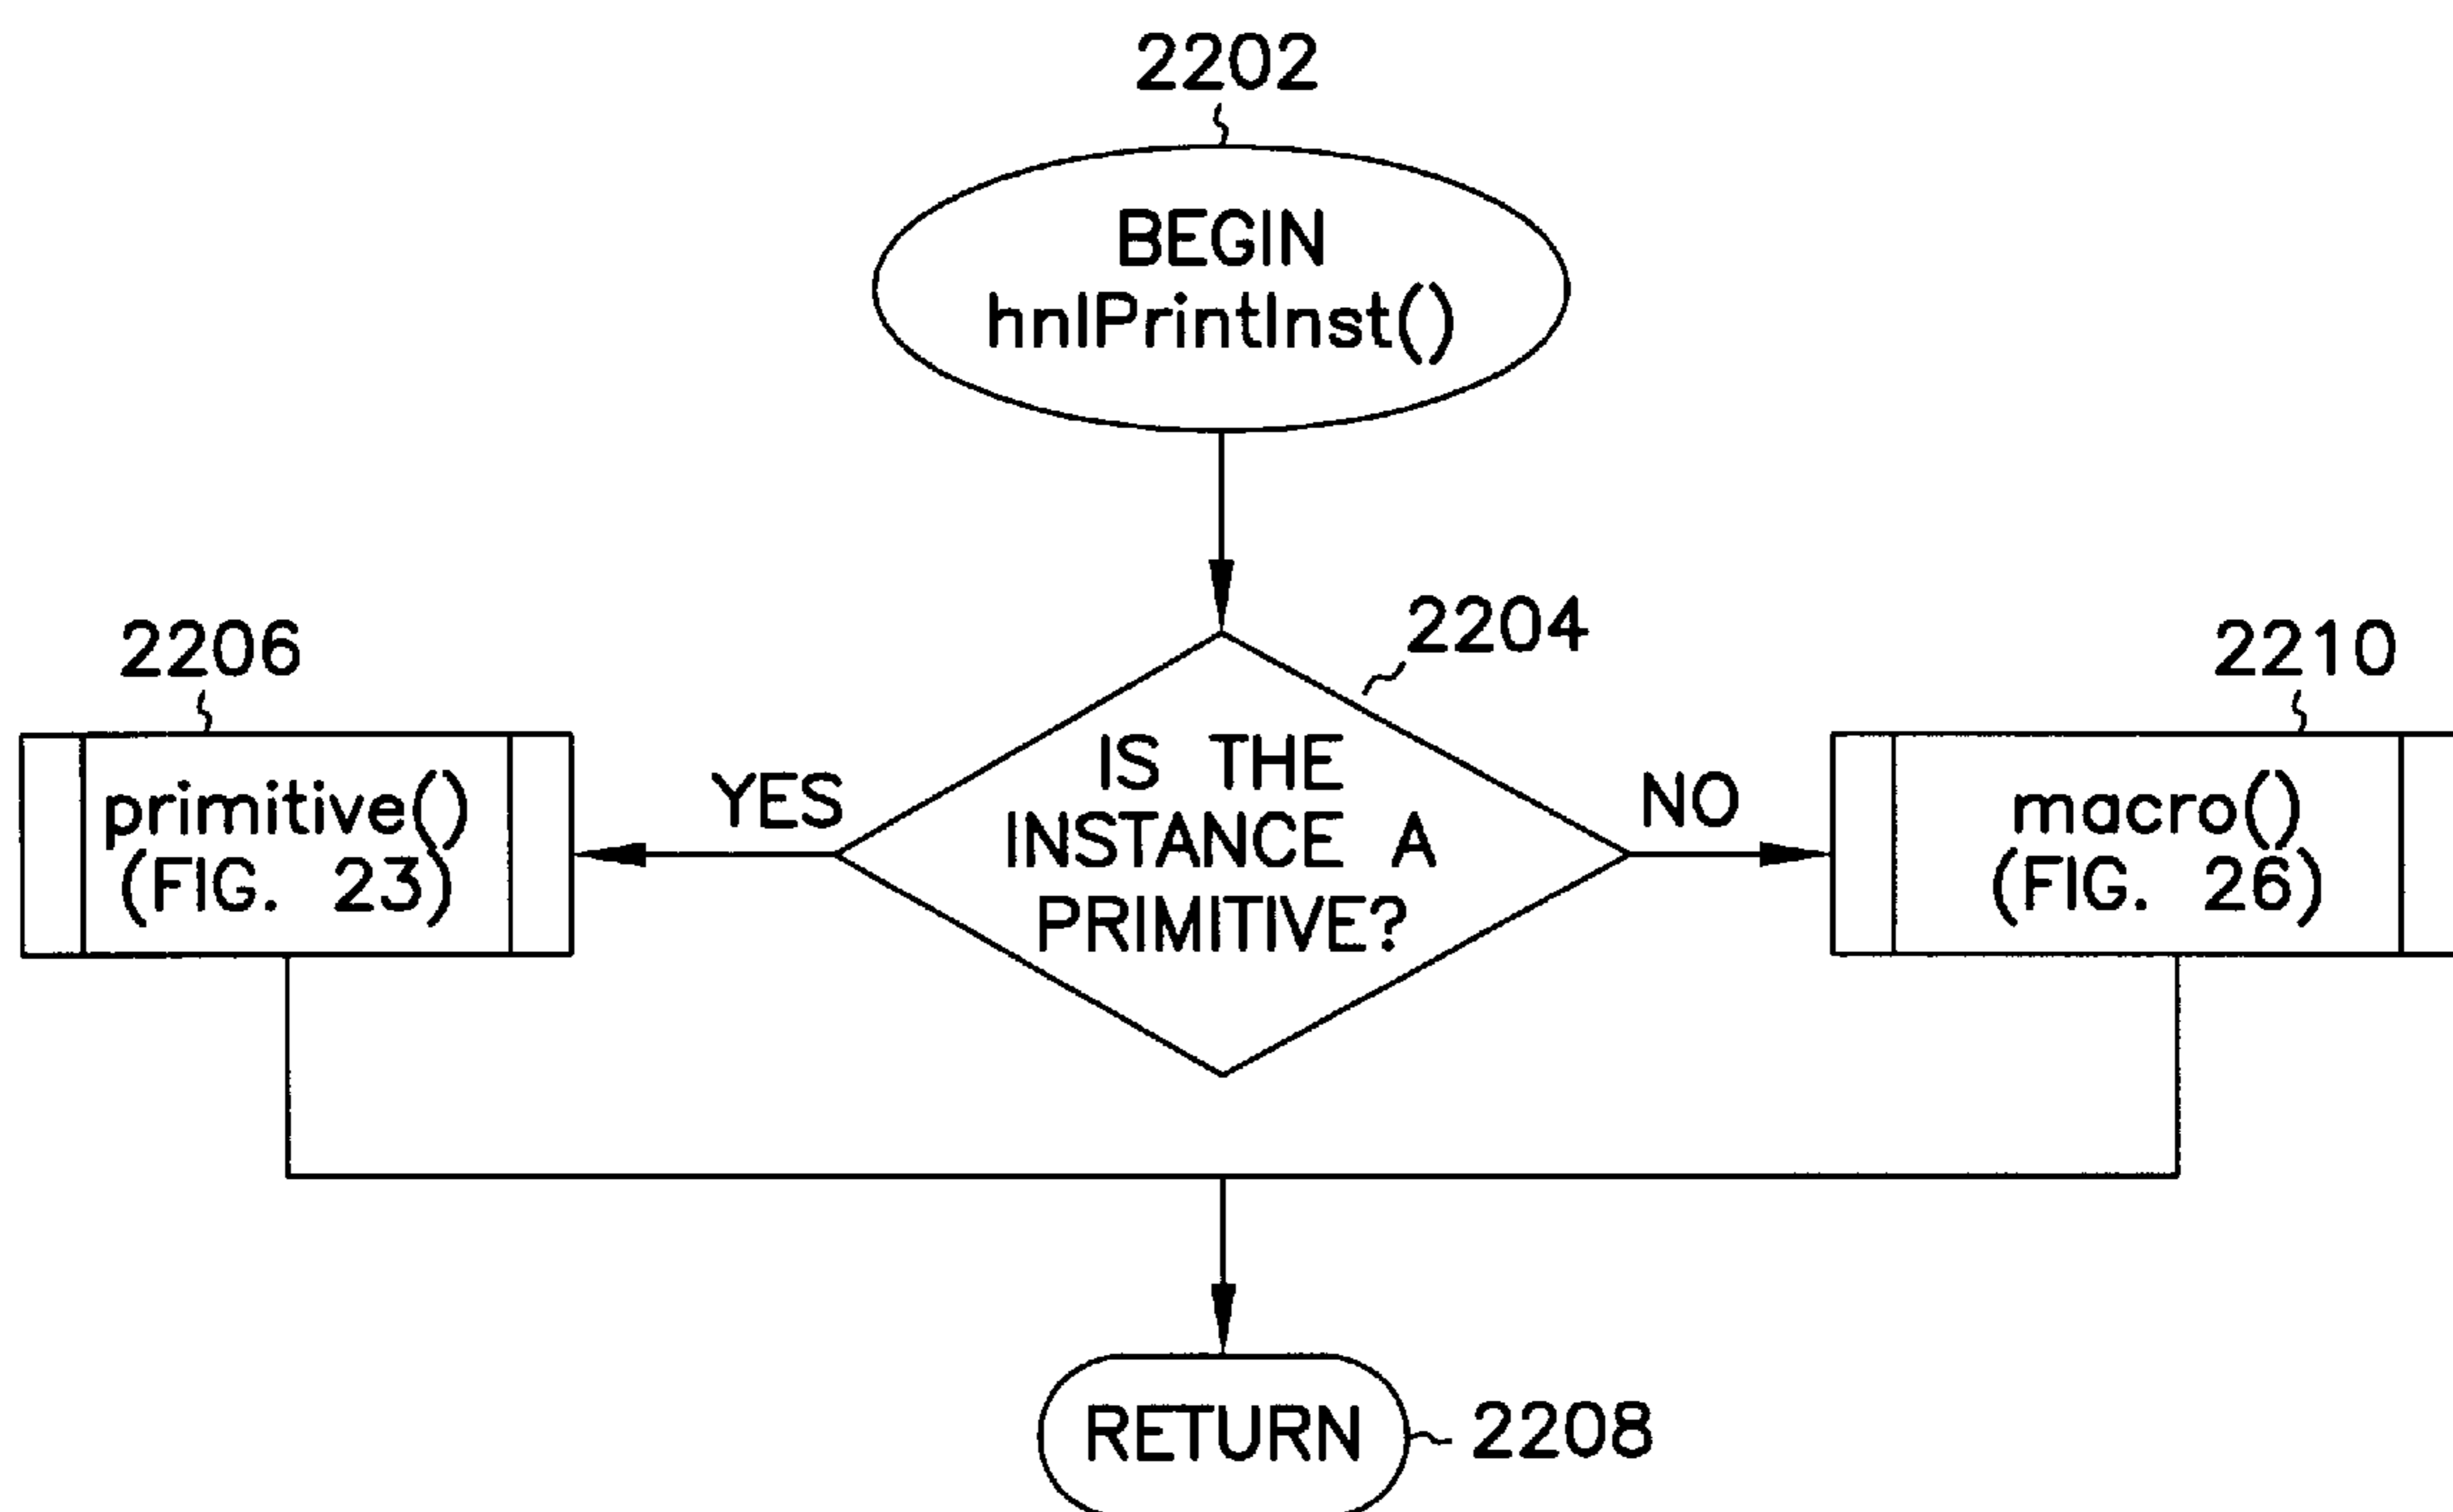 2202
BEGIN
hnlPrintInst()
2204
2206
2210
IS THE
INSTANCE A
PRIMITIVE?
YES
NO
primitive()
(FIG. 23)
macro()
(FIG. 26)
RETURN
2208